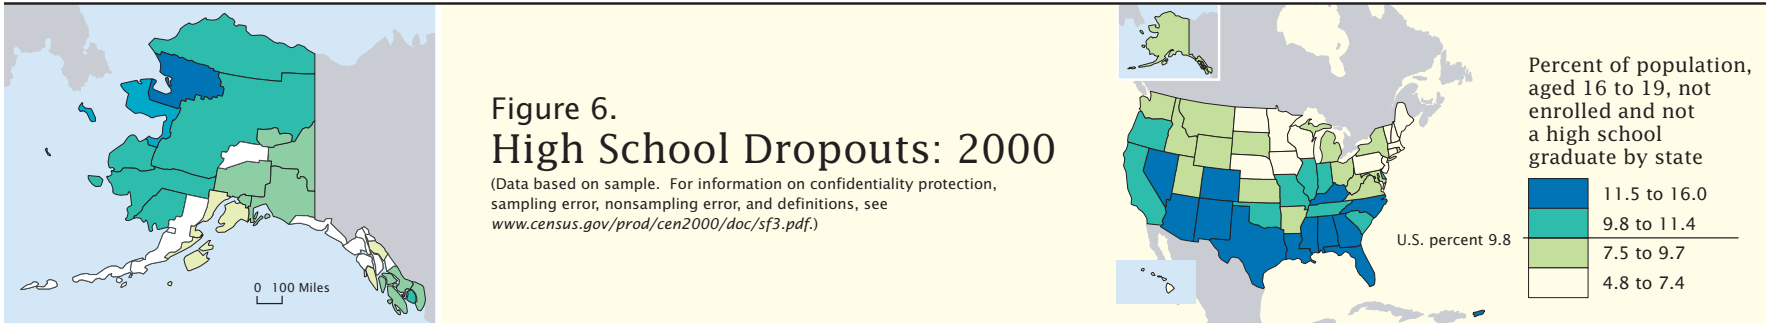 Figure 6.
High School Dropouts: 2000
(Data based on sample.  For information on confidentiality protection,
sampling error, nonsampling error, and definitions, see
www.census.gov/prod/cen2000/doc/sf3.pdf.)
0 100 Miles
Percent of population,
aged 16 to 19, not
enrolled and not
a high school
graduate by state
11.5 to 16.0
9.8 to 11.4
U.S. percent 9.8
7.5 to 9.7
4.8 to 7.4